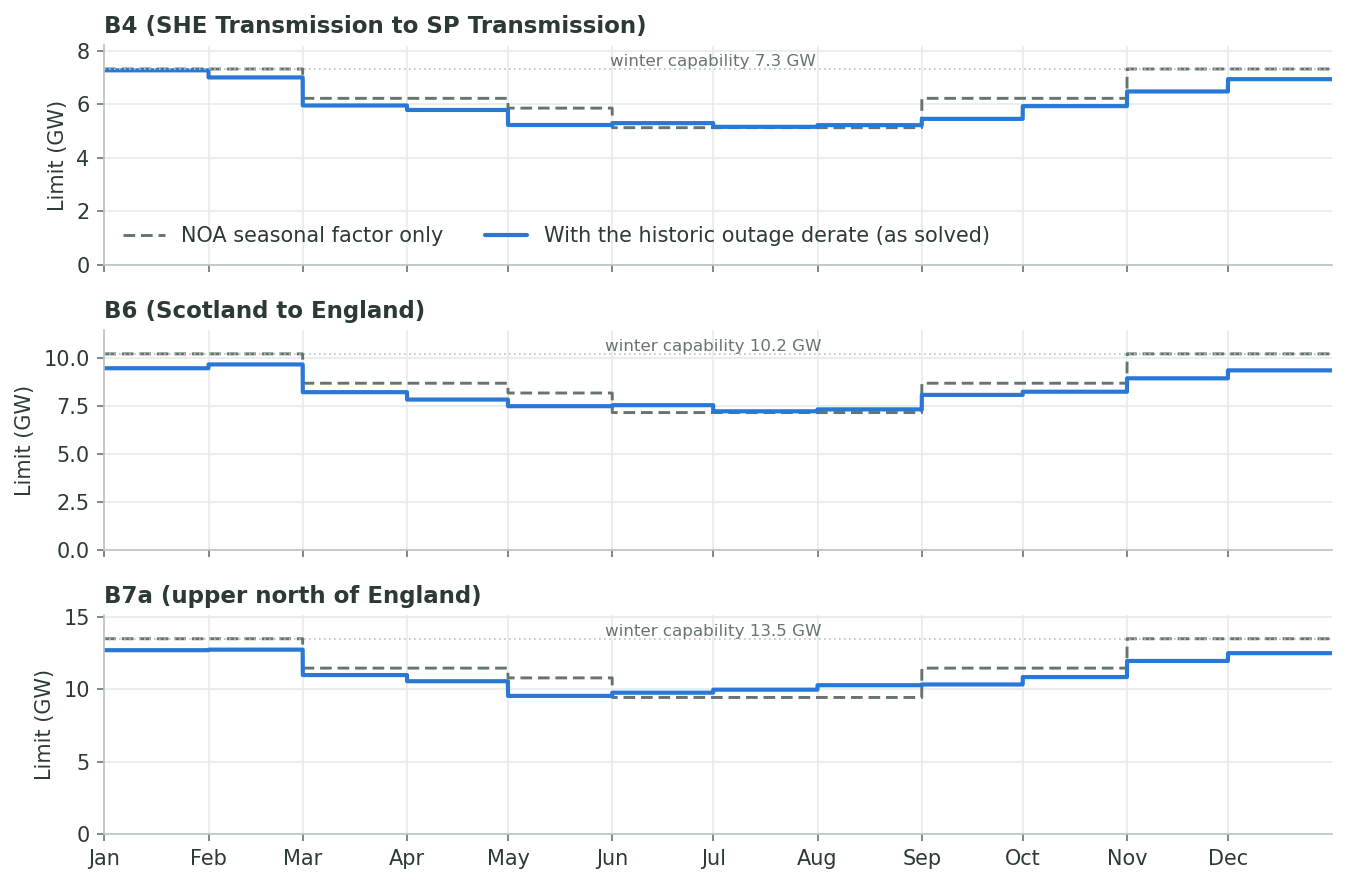 B4 (SHE Transmission to SP Transmission)
8
winter capability 7.3 GW
6
Limit (GW)
4
2
NOA seasonal factor only
With the historic outage derate (as solved)
0
B6 (Scotland to England)
winter capability 10.2 GW
10.0
7.5
Limit (GW)
5.0
2.5
0.0
B7a (upper north of England)
15
winter capability 13.5 GW
10
Limit (GW)
5
0
Jan Feb Mar Apr May Jun Jul Aug Sep Oct Nov Dec